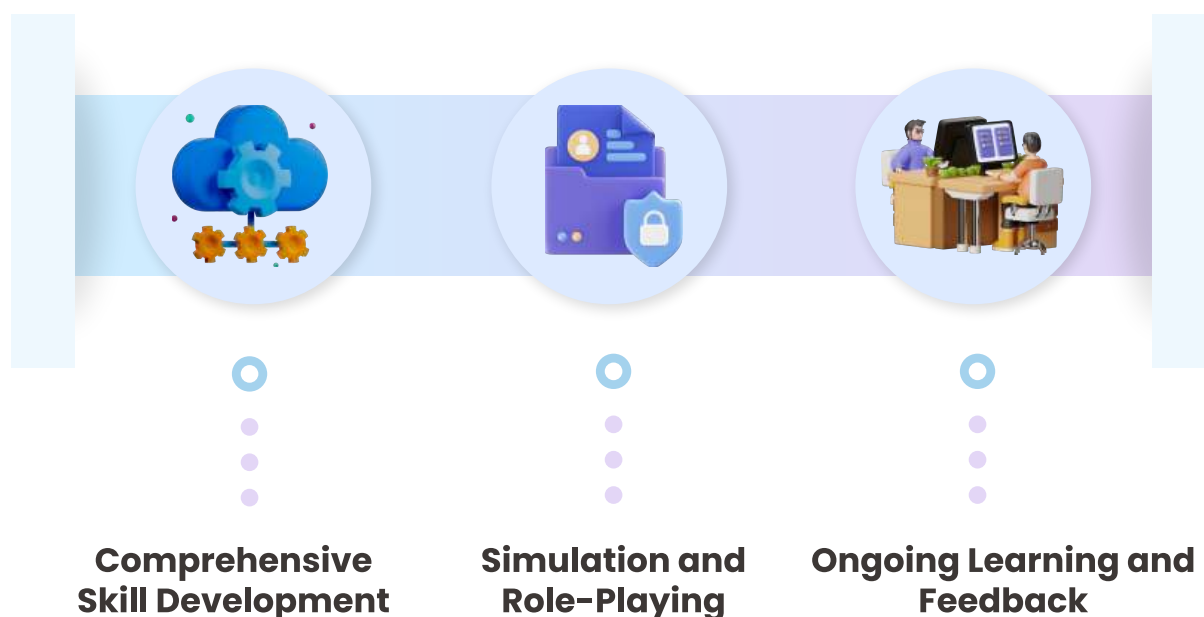 Comprehensive
Skill Development
Simulation and
Role-Playing
Ongoing Learning and
Feedback